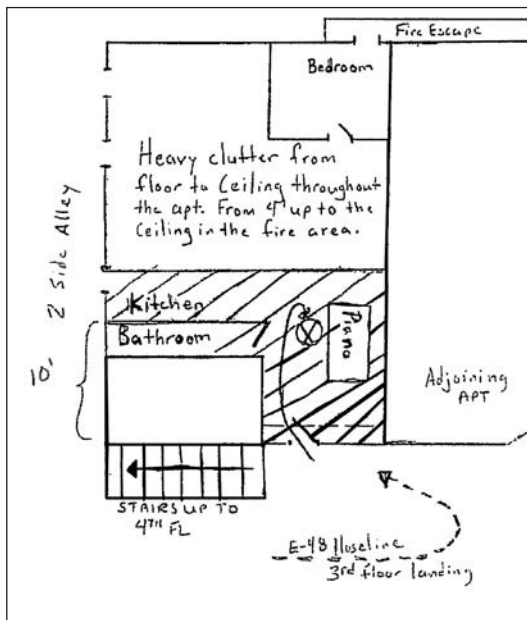 Fire Escape
Bedroom
Heavy clutter from
floor to Ceiling throughout
the apt. From 4' up to the
Ceiling in the fire area.
2 Side Alley
Kitchen
Bathroom
Piano
10'
Adjoining
APT
STAIRS UP TO
4TH FL
E-48 Hoseline
3rd floor landing